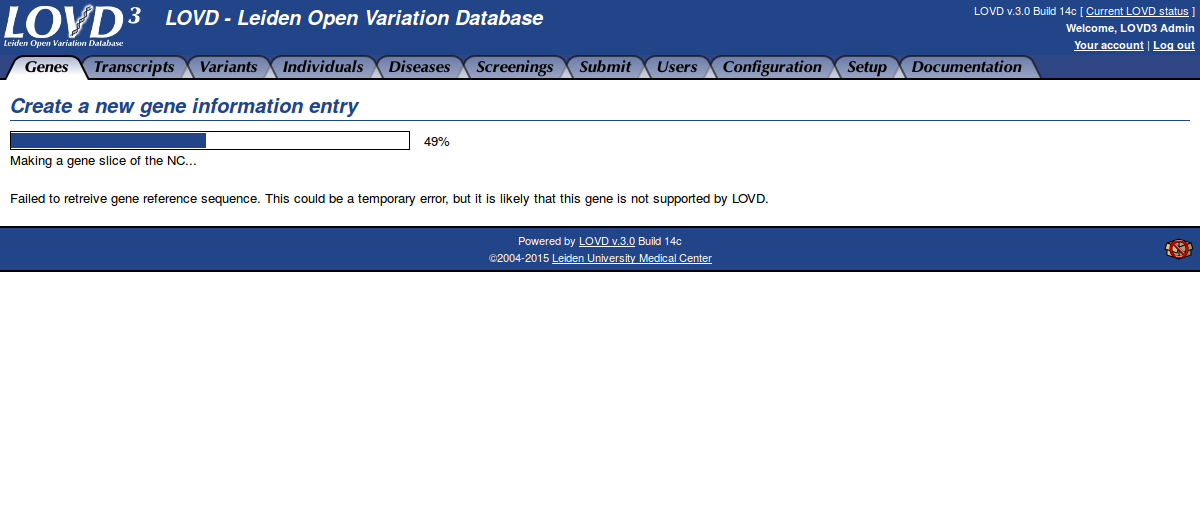 LOVD 3
Leiden Open Variation Database
LOVD - Leiden Open Variation Database
LOVD v.3.0 Build 14c [ Current LOVD status ]
Welcome, LOVD3 Admin
Your account | Log out
Genes Transcripts Variants Individuals Diseases Screenings Submit Users Configuration Setup Documentation
Create a new gene information entry
49%
Making a gene slice of the NC...
Failed to retreive gene reference sequence. This could be a temporary error, but it is likely that this gene is not supported by LOVD.
Powered by LOVD v.3.0 Build 14c
©2004-2015 Leiden University Medical Center